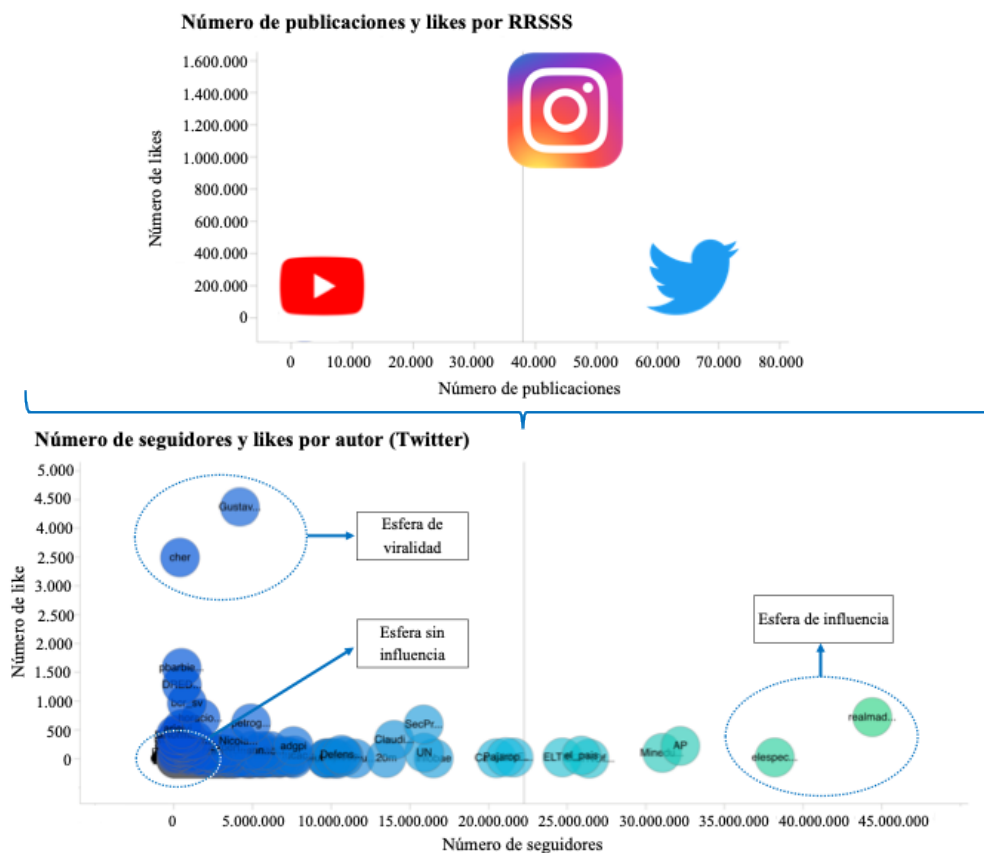 Número de publicaciones y likes por RRSSS
1.600.000
1.400.000
1.200.000
1.000.000
800.000
600.000
400.000
200.000
0
Número de likes
0 10.000 20.000 30.000 40.000 50.000 60.000 70.000 80.000
Número de publicaciones
Número de seguidores y likes por autor (Twitter)
5.000
4.500
4.000
2.500
3.000
2.500
2.000
1.500
1.000
500
0
Número de like
Gustav...
cher
Esfera de
viralidad
Esfera sin
influencia
Esfera de influencia
pbarbie...
DRED...
bcr_sv
petrog...
SecPr...
realmad...
Nicolu...
adgpi
Claudi...
Defens...
20m
UN
Pajarop...
ELT
el_pais
AP
elespec...
0 5.000.000 10.000.000 15.000.000 20.000.000 25.000.000 30.000.000 35.000.000 40.000.000 45.000.000
Número de seguidores